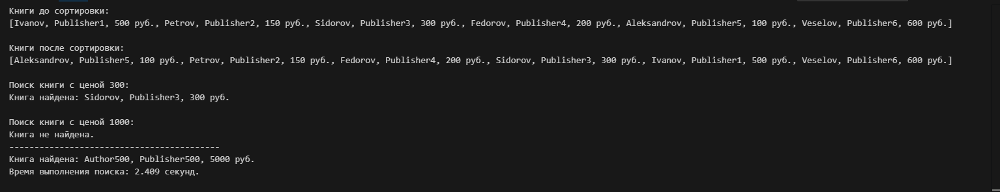 Книги до сортировки:
[Ivanov, Publisher1, 500 руб., Petrov, Publisher2, 150 руб., Sidorov, Publisher3, 300 руб., Fedorov, Publisher4, 200 руб., Aleksandrov, Publisher5, 100 руб., Veselov, Publisher6, 600 руб.]
Книги после сортировки:
[Aleksandrov, Publisher5, 100 руб., Petrov, Publisher2, 150 руб., Fedorov, Publisher4, 200 руб., Sidorov, Publisher3, 300 руб., Ivanov, Publisher1, 500 руб., Veselov, Publisher6, 600 руб.]
Поиск книги с ценой 300:
Книга найдена: Sidorov, Publisher3, 300 руб.
Поиск книги с ценой 1000:
Книга не найдена.
------------------------------------------
Книга найдена: Author500, Publisher500, 5000 руб.
Время выполнения поиска: 2.409 секунд.